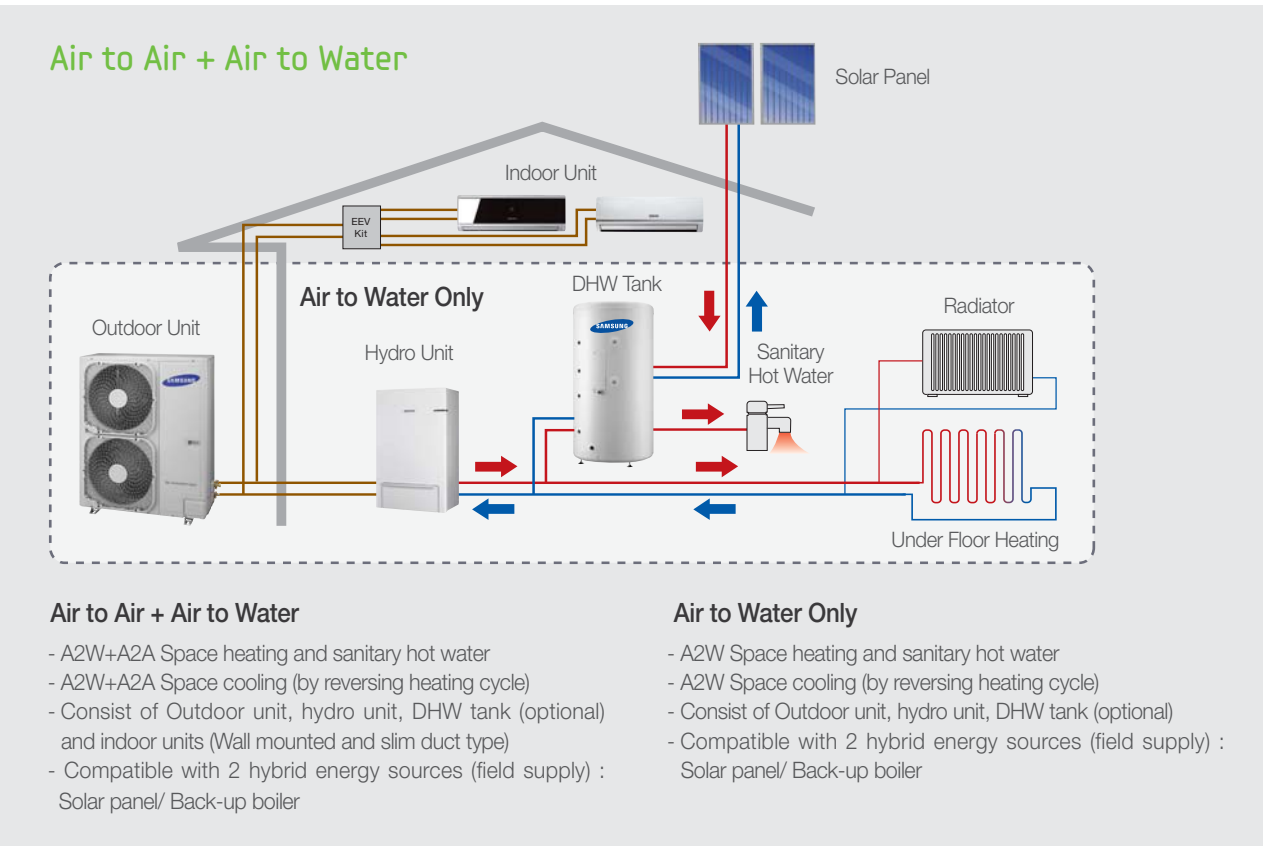 Air to Air + Air to Water
Solar Panel
Indoor Unit
EEV
Kit
Air to Water Only
DHW Tank
Outdoor Unit
Hydro Unit
SAMSUNG
SAMSUNG
Sanitary
Hot Water
Radiator
Under Floor Heating
Air to Air + Air to Water
- A2W+A2A Space heating and sanitary hot water
- A2W+A2A Space cooling (by reversing heating cycle)
- Consist of Outdoor unit, hydro unit, DHW tank (optional)
and indoor units (Wall mounted and slim duct type)
- Compatible with 2 hybrid energy sources (field supply) :
Solar panel/ Back-up boiler
Air to Water Only
- A2W Space heating and sanitary hot water
- A2W Space cooling (by reversing heating cycle)
- Consist of Outdoor unit, hydro unit, DHW tank (optional)
- Compatible with 2 hybrid energy sources (field supply) :
Solar panel/ Back-up boiler